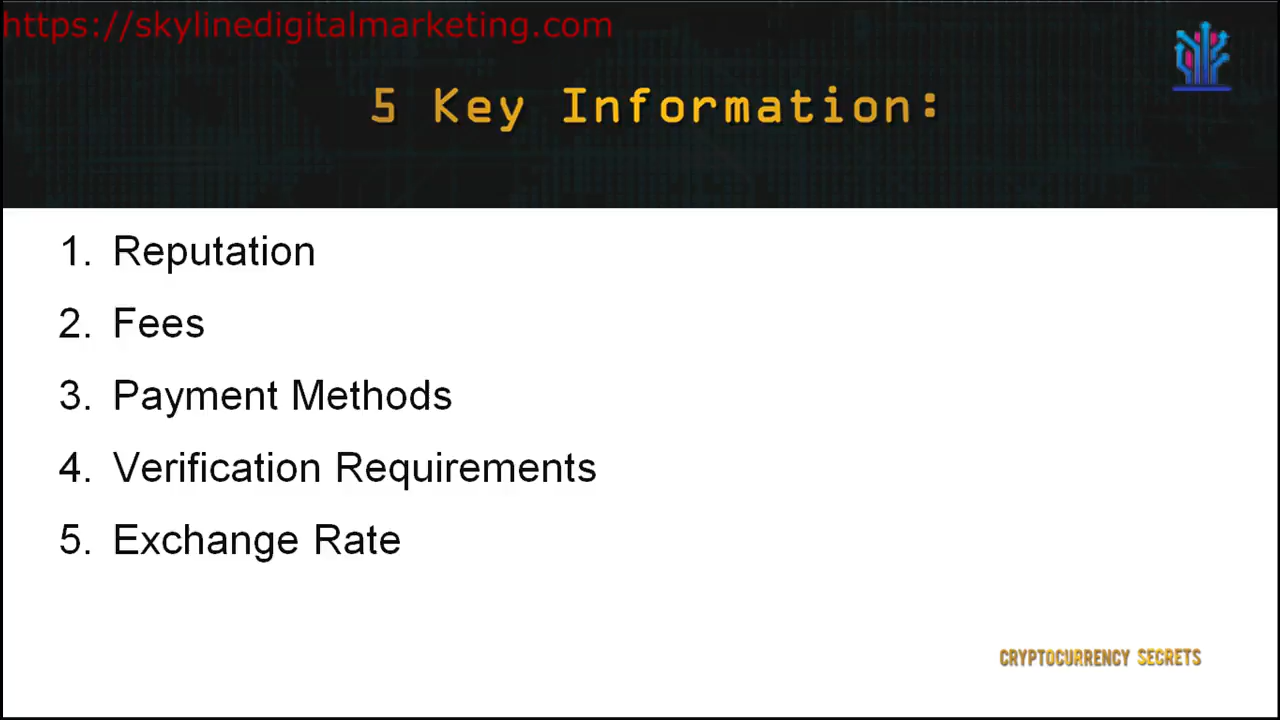 https://skylinedigitalmarketing.com
5 Key Information:
1. Reputation
2. Fees
3. Payment Methods
4. Verification Requirements
5. Exchange Rate
CRYPTOCURRENCY SECRETS